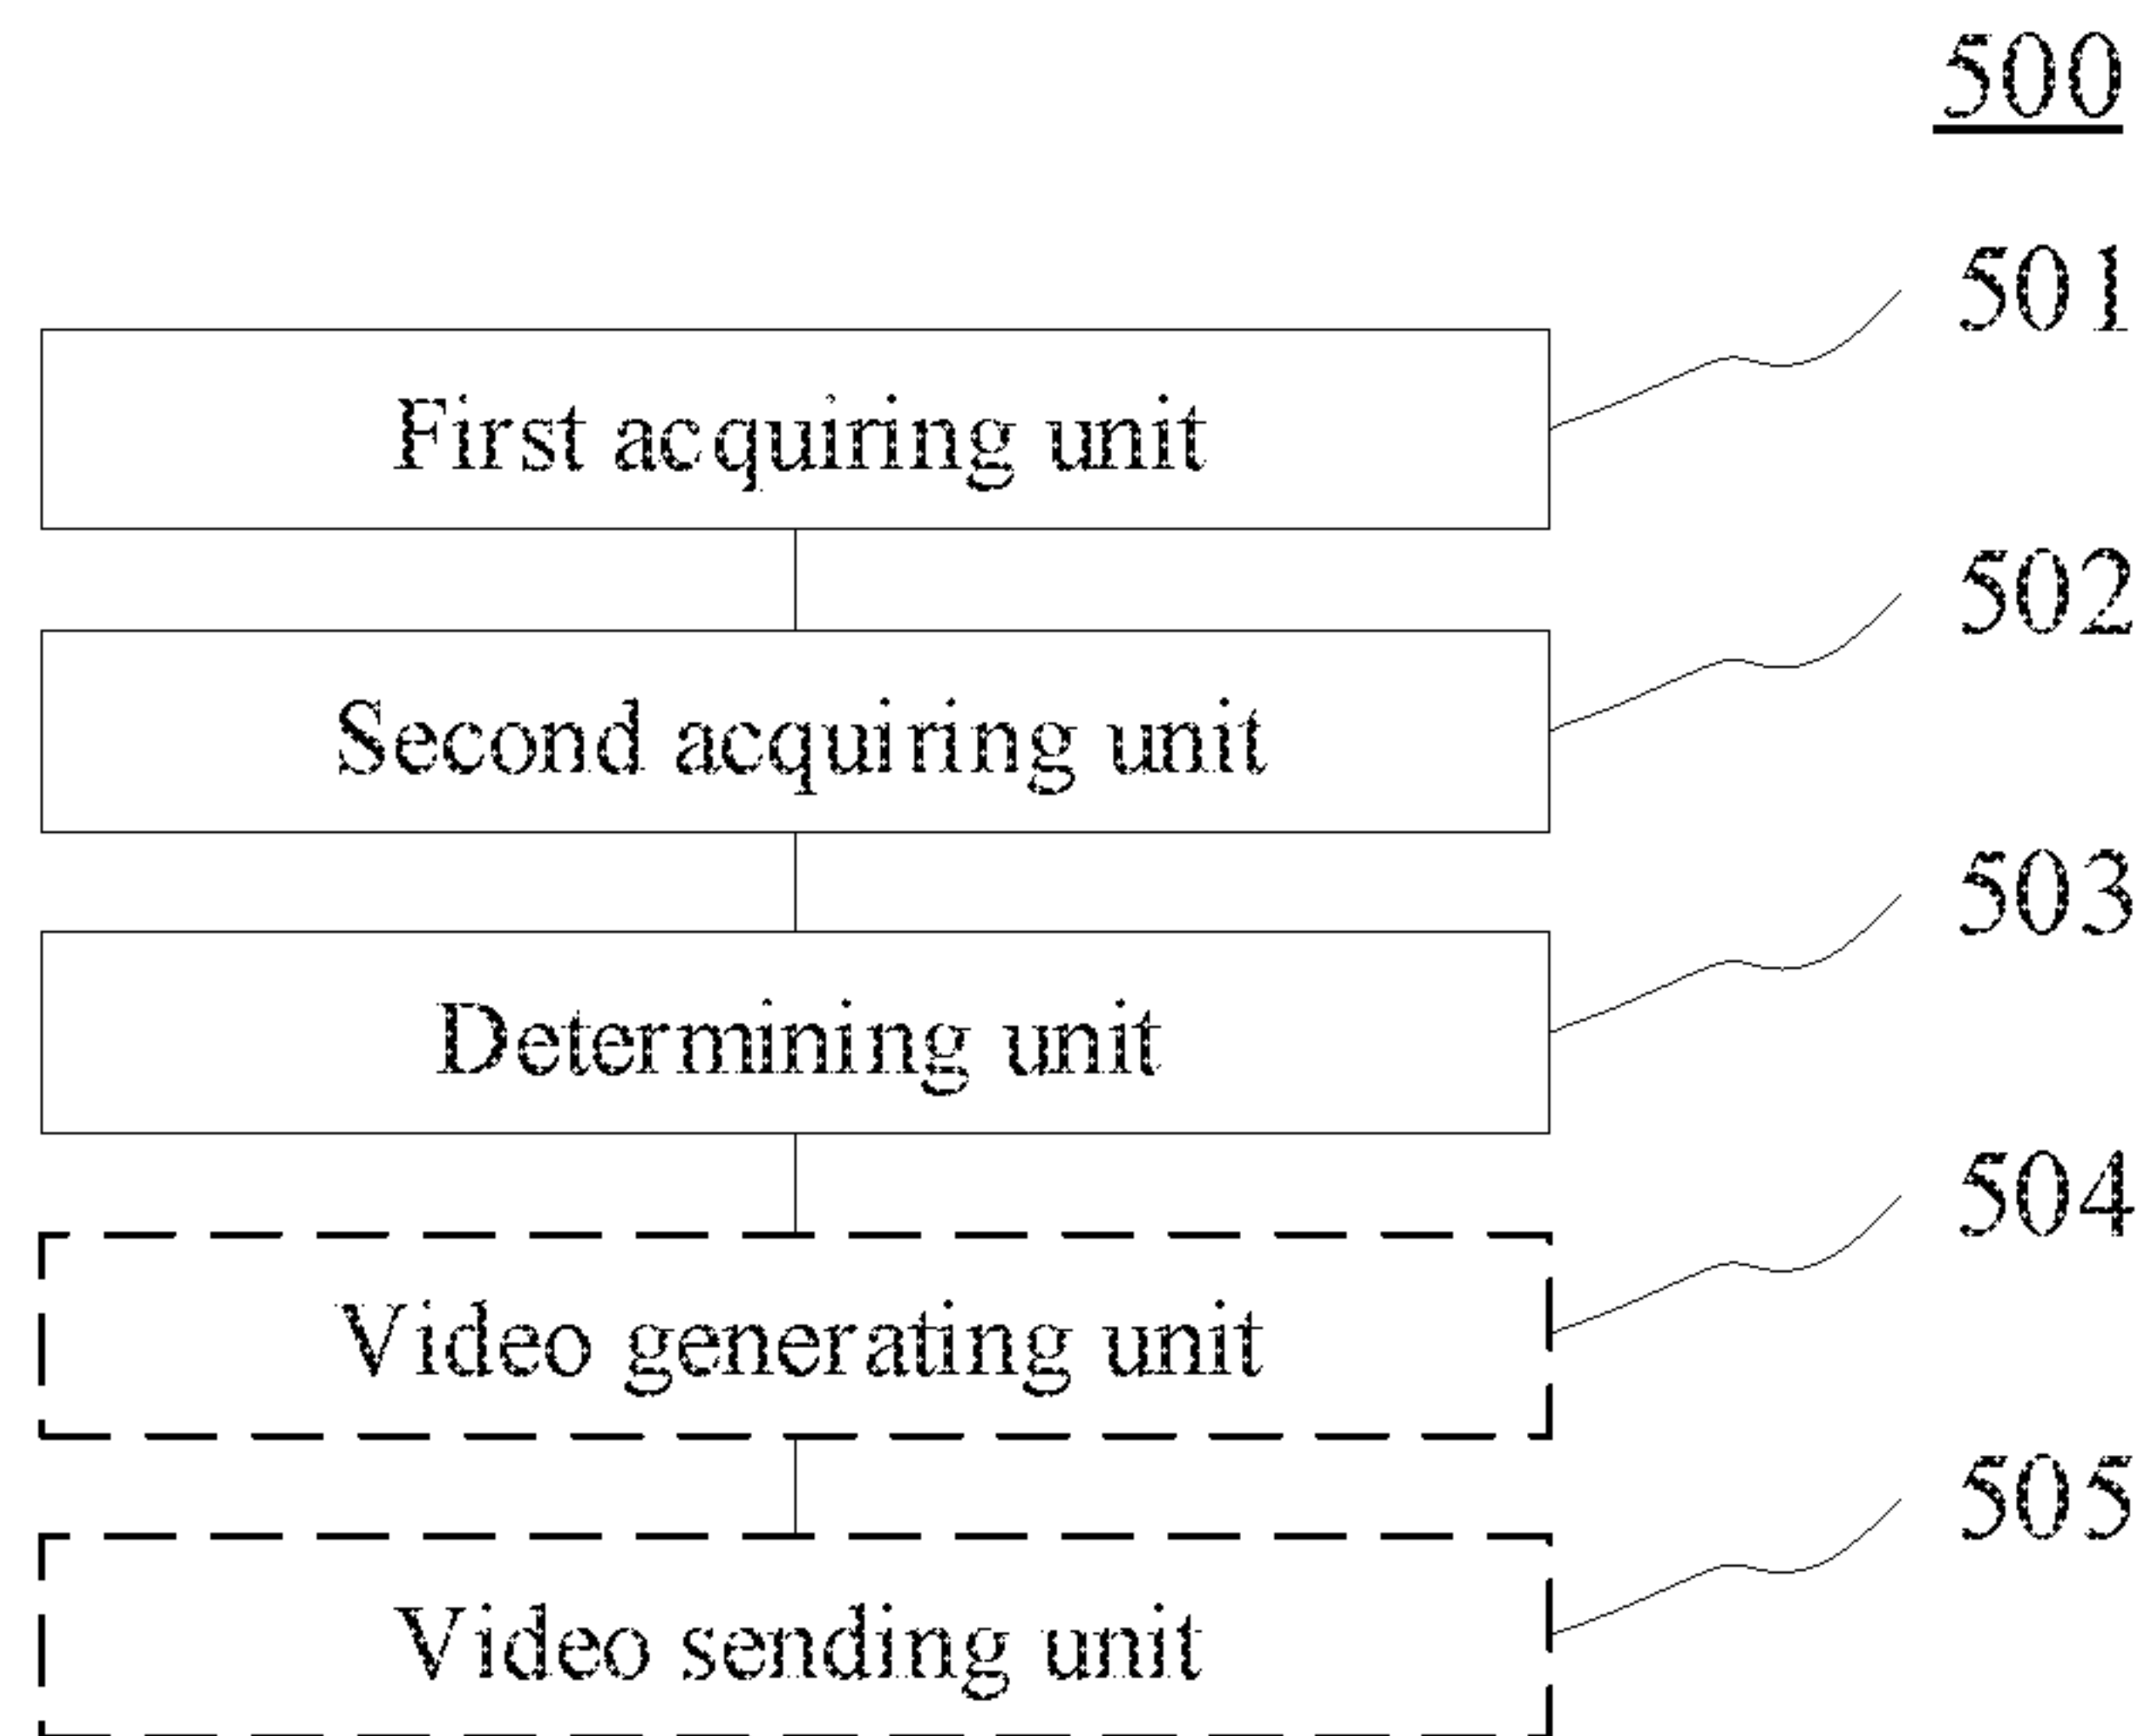 500
501
First acquiring unit
502
Second acquiring unit
503
Determining unit
504
Video generating unit
505
Video sending unit